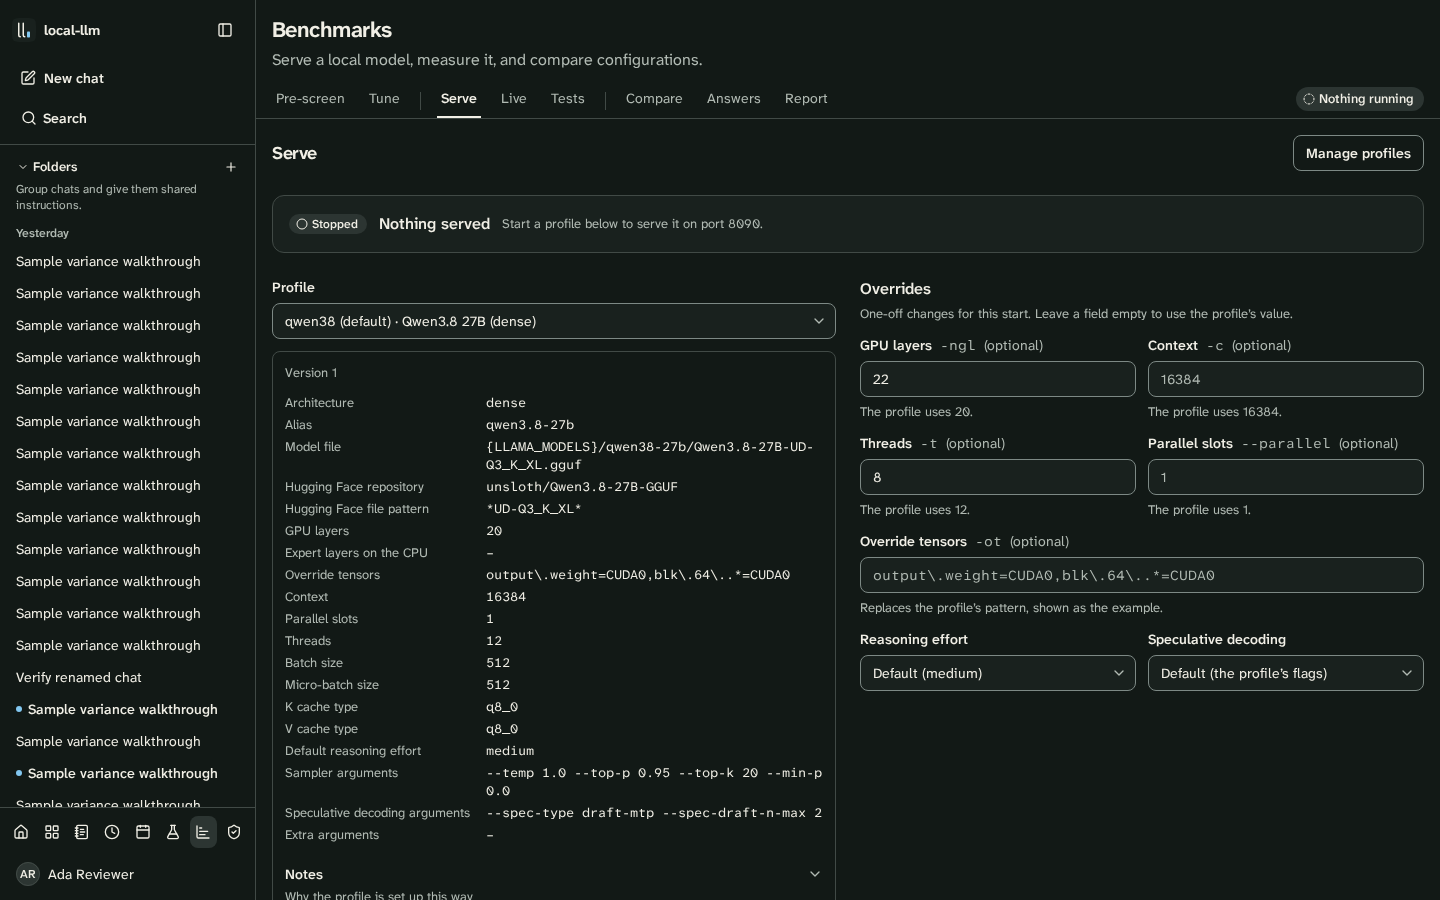 local-llm
New chat
Search
Folders
Group chats and give them shared
instructions.
Yesterday
Sample variance walkthrough
Sample variance walkthrough
Sample variance walkthrough
Sample variance walkthrough
Sample variance walkthrough
Sample variance walkthrough
Sample variance walkthrough
Sample variance walkthrough
Sample variance walkthrough
Sample variance walkthrough
Sample variance walkthrough
Sample variance walkthrough
Sample variance walkthrough
Verify renamed chat
Sample variance walkthrough
Sample variance walkthrough
Sample variance walkthrough
Sample variance walkthrough
AR Ada Reviewer
Benchmarks
Serve a local model, measure it, and compare configurations.
Pre-screen Tune Serve Live Tests Compare Answers Report Nothing running
Serve Manage profiles
Stopped Nothing served Start a profile below to serve it on port 8090.
Profile
qwen38 (default) · Qwen3.8 27B (dense)
Version 1
Architecture dense
Alias qwen3.8-27b
Model file {LLAMA_MODELS}/qwen38-27b/Qwen3.8-27B-UD-
Q3_K_XL.gguf
Hugging Face repository unsloth/Qwen3.8-27B-GGUF
Hugging Face file pattern *UD-Q3_K_XL*
GPU layers 20
Expert layers on the CPU –
Override tensors output\.weight=CUDA0,blk\.64\..*=CUDA0
Context 16384
Parallel slots 1
Threads 12
Batch size 512
Micro-batch size 512
K cache type q8_0
V cache type q8_0
Default reasoning effort medium
Sampler arguments --temp 1.0 --top-p 0.95 --top-k 20 --min-p
0.0
Speculative decoding arguments --spec-type draft-mtp --spec-draft-n-max 2
Extra arguments –
Notes
Why the profile is set up this way
Overrides
One-off changes for this start. Leave a field empty to use the profile's value.
GPU layers -ngl (optional) Context -c (optional)
22 16384
The profile uses 20. The profile uses 16384.
Threads -t (optional) Parallel slots --parallel (optional)
8 1
The profile uses 12. The profile uses 1.
Override tensors -ot (optional)
output\.weight=CUDA0,blk\.64\..*=CUDA0
Replaces the profile's pattern, shown as the example.
Reasoning effort Speculative decoding
Default (medium) Default (the profile's flags)